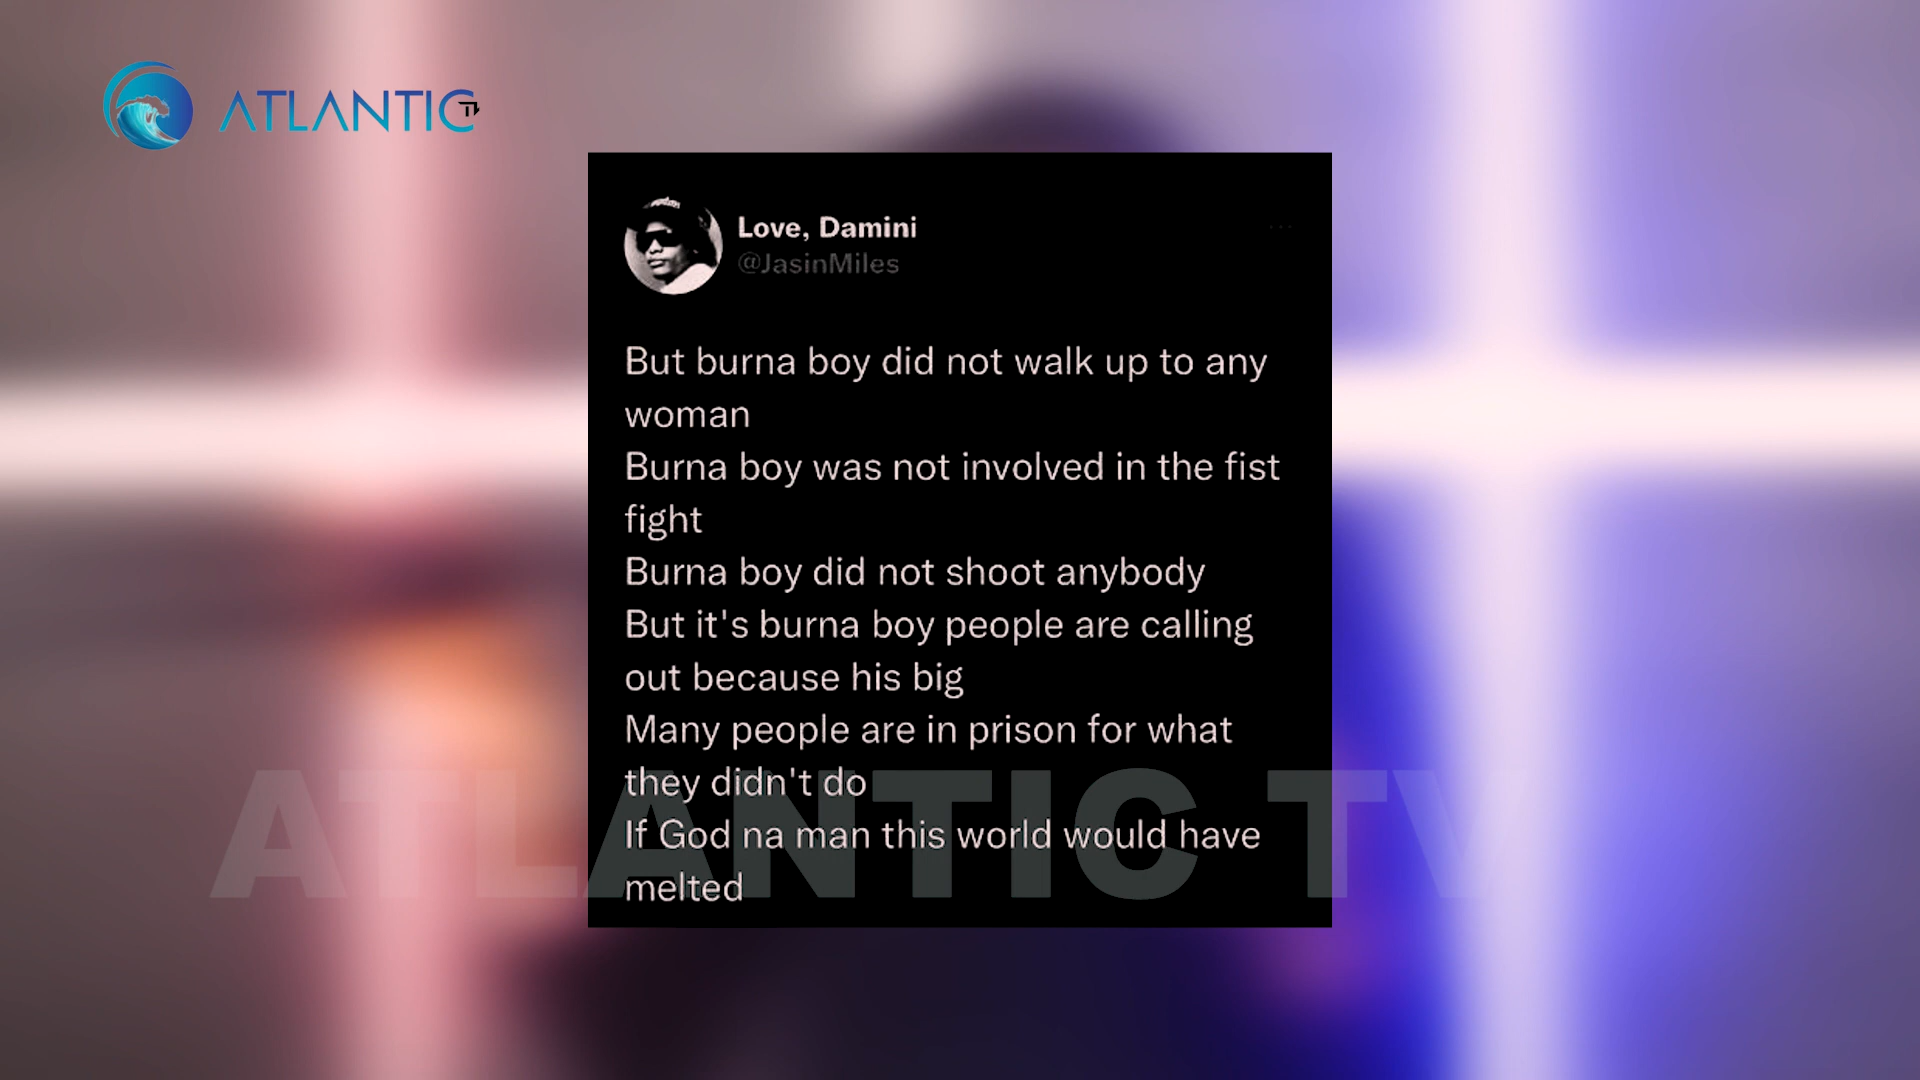 ATLANTIC TV
Love, Damini
@JasinMiles
But burna boy did not walk up to any
woman
Burna boy was not involved in the fist
fight
Burna boy did not shoot anybody
But it's burna boy people are calling
out because his big
Many people are in prison for what
they didn't do
If God na man this world would have
melted
ATLANTIC TV